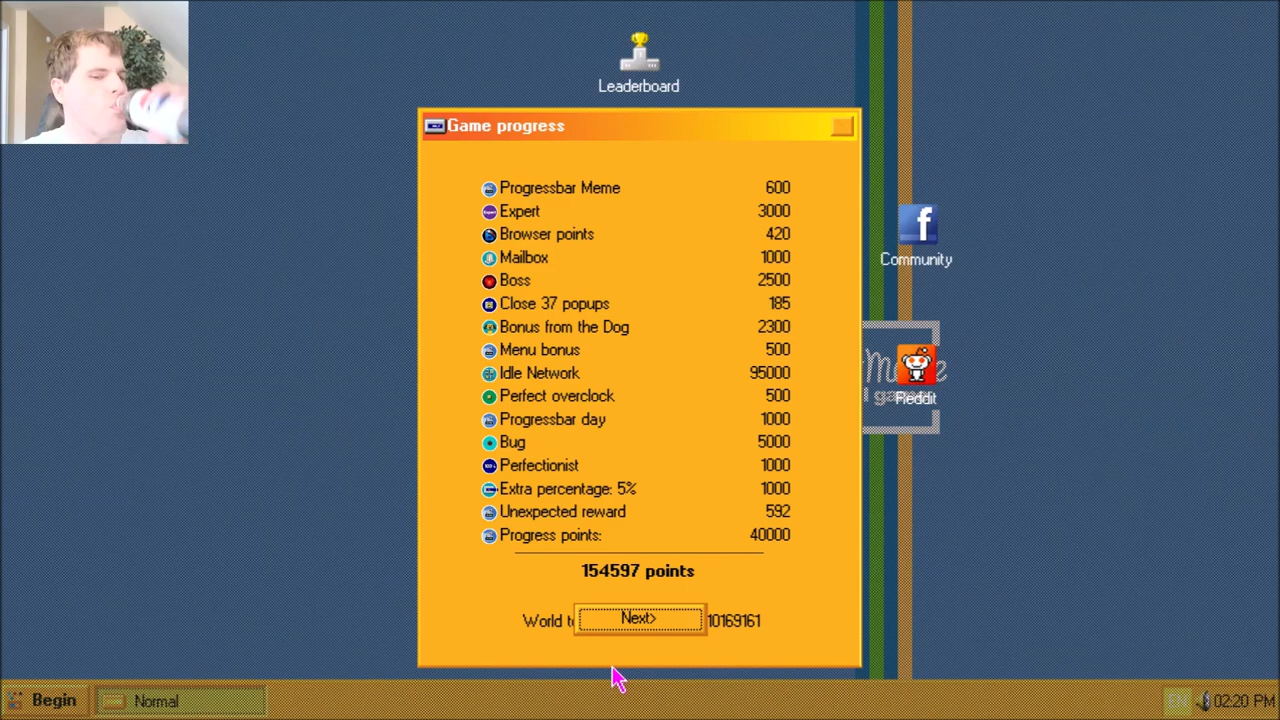 Leaderboard
Game progress
Progressbar Meme 600
Expert 3000
Browser points 420
Mailbox 1000
Boss 2500
Close 37 popups 185
Bonus from the Dog 2300
Menu bonus 500
Idle Network 95000
Perfect overclock 500
Progressbar day 1000
Bug 5000
Perfectionist 1000
Extra percentage: 5% 1000
Unexpected reward 592
Progress points: 40000
154597 points
World Next> 10169161
Community
Reddit
Begin Normal EN 02:20 PM